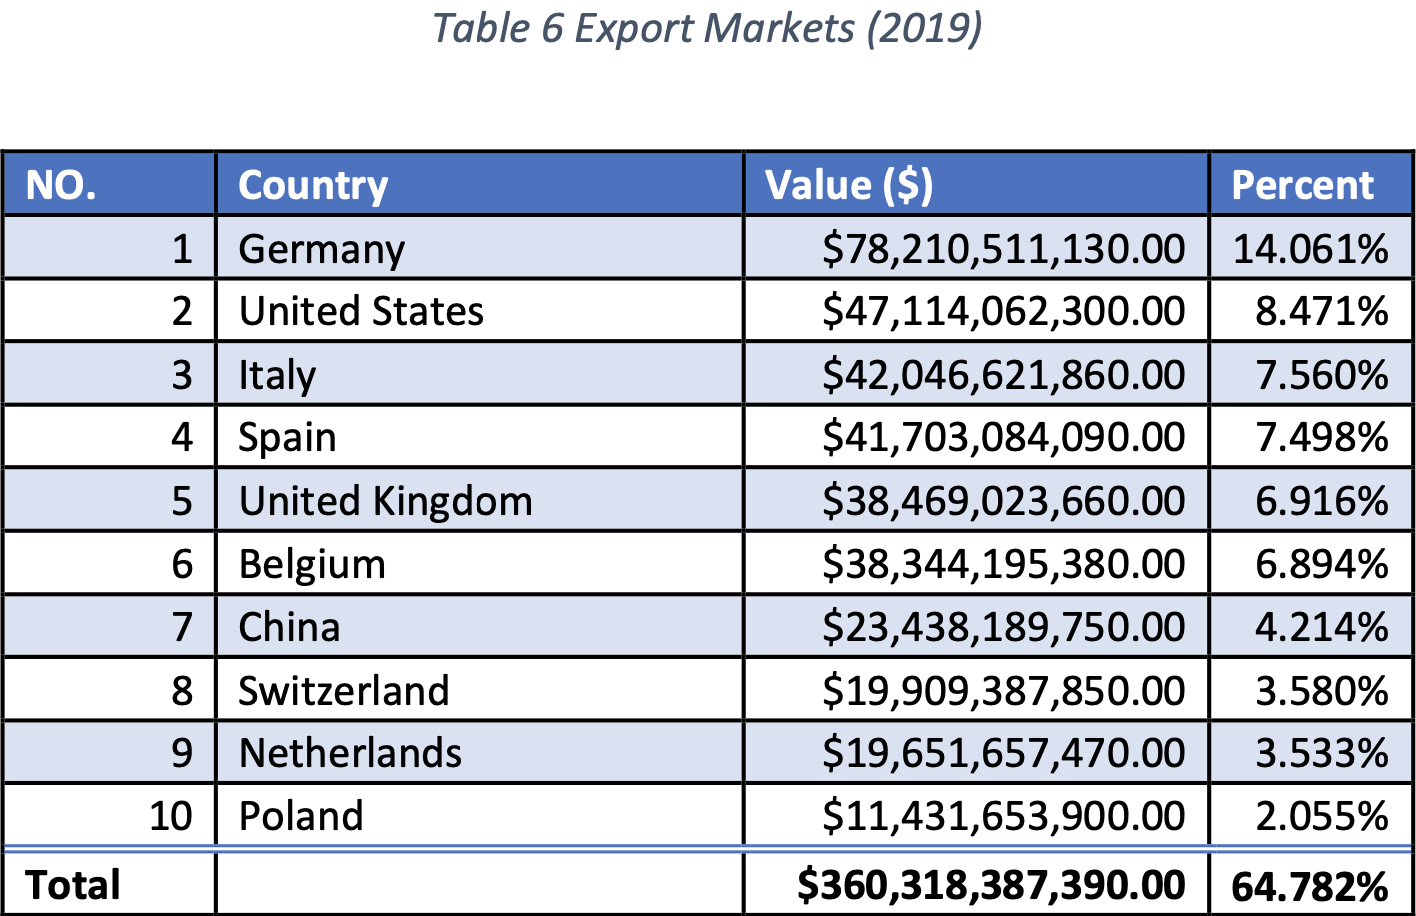 Table 6 Export Markets (2019)
NO. Country Value ($) Percent
1 Germany $78,210,511,130.00 14.061%
2 United States $47,114,062,300.00 8.471%
3 Italy $42,046,621,860.00 7.560%
4 Spain $41,703,084,090.00 7.498%
5 United Kingdom $38,469,023,660.00 6.916%
6 Belgium $38,344,195,380.00 6.894%
7 China $23,438,189,750.00 4.214%
8 Switzerland $19,909,387,850.00 3.580%
9 Netherlands $19,651,657,470.00 3.533%
10 Poland $11,431,653,900.00 2.055%
Total $360,318,387,390.00 64.782%